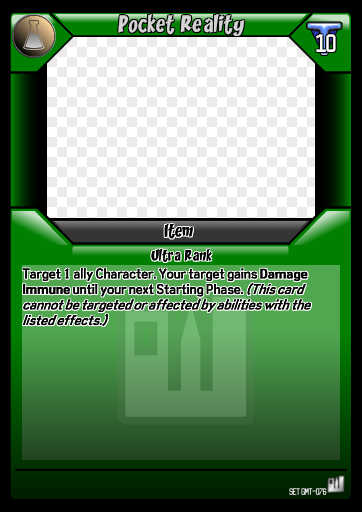 Pocket Reality
10
Item
Ultra Rank
Target 1 ally Character. Your target gains Damage
Immune until your next Starting Phase. (This card
cannot be targeted or affected by abilities with the
listed effects.)
SET GMT-076